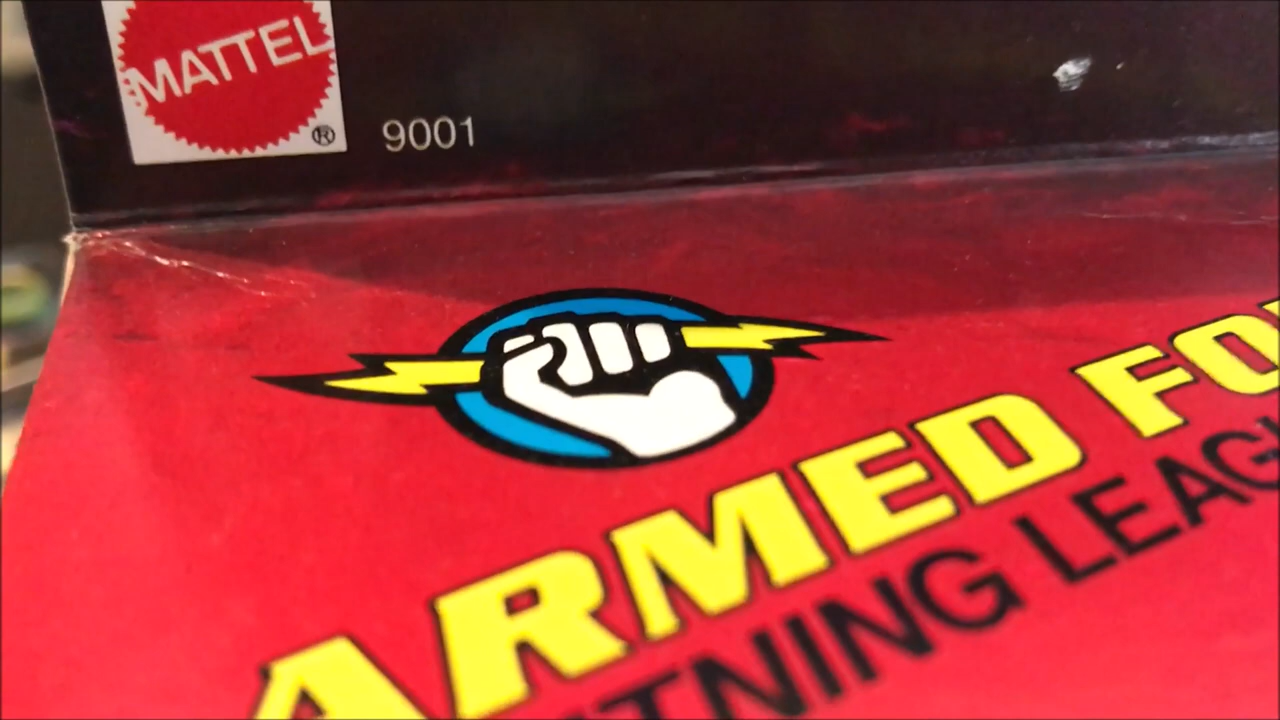 MATTEL
®
9001
ARMED FO
TNING LEAG